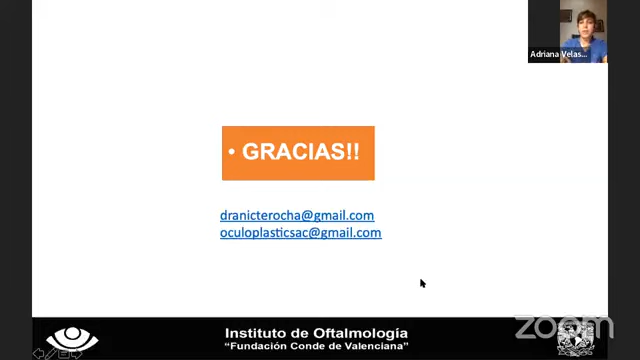 Adriana Velas...
• GRACIAS!!
dranicterocha@gmail.com
oculoplasticsac@gmail.com
Instituto de Oftalmología
“Fundación Conde de Valenciana”
zoom